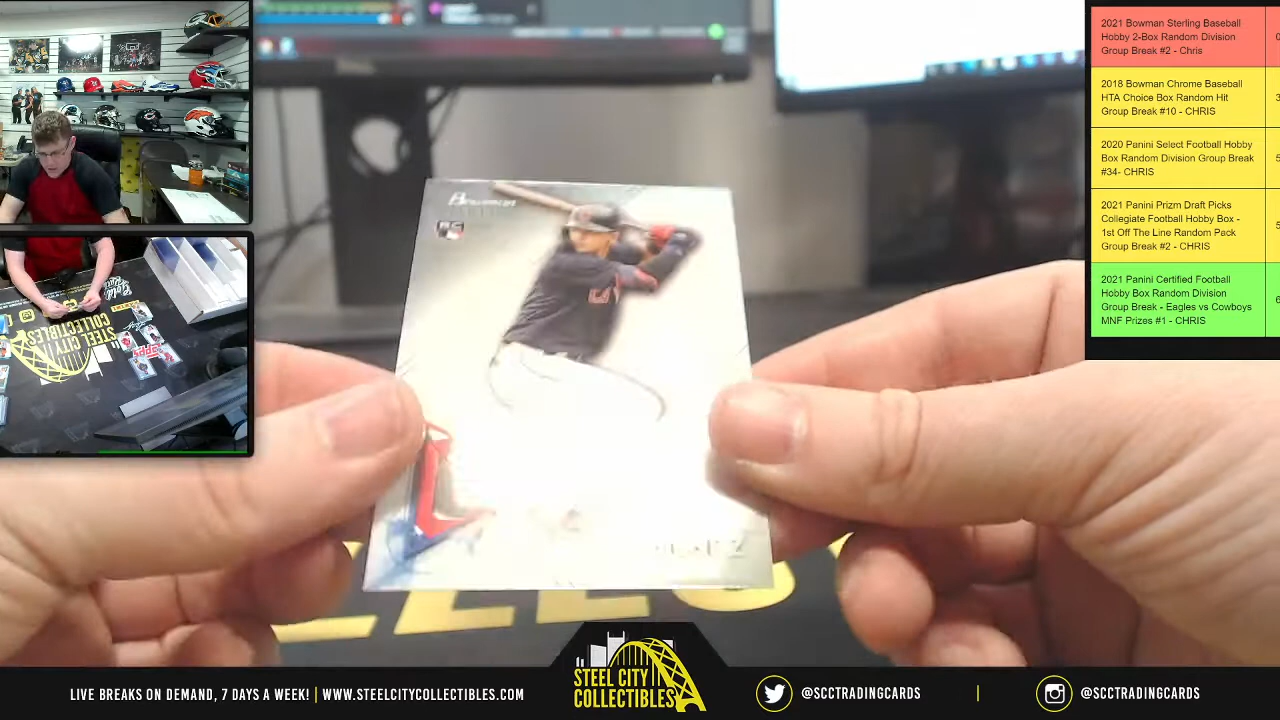 2021 Bowman Sterling Baseball
Hobby 2-Box Random Division
Group Break #2 - Chris
2018 Bowman Chrome Baseball
HTA Choice Box Random Hit
Group Break #10 - CHRIS
2020 Panini Select Football Hobby
Box Random Division Group Break
#34- CHRIS
2021 Panini Prizm Draft Picks
Collegiate Football Hobby Box -
1st Off The Line Random Pack
Group Break #2 - CHRIS
2021 Panini Certified Football
Hobby Box Random Division
Group Break - Eagles vs Cowboys
MNF Prizes #1 - CHRIS
Bowman
RC
STEEL CITY
COLLECTIBLES
LIVE BREAKS ON DEMAND, 7 DAYS A WEEK! | WWW.STEELCITYCOLLECTIBLES.COM
STEEL CITY
COLLECTIBLES
@SCCTRADINGCARDS
@SCCTRADINGCARDS